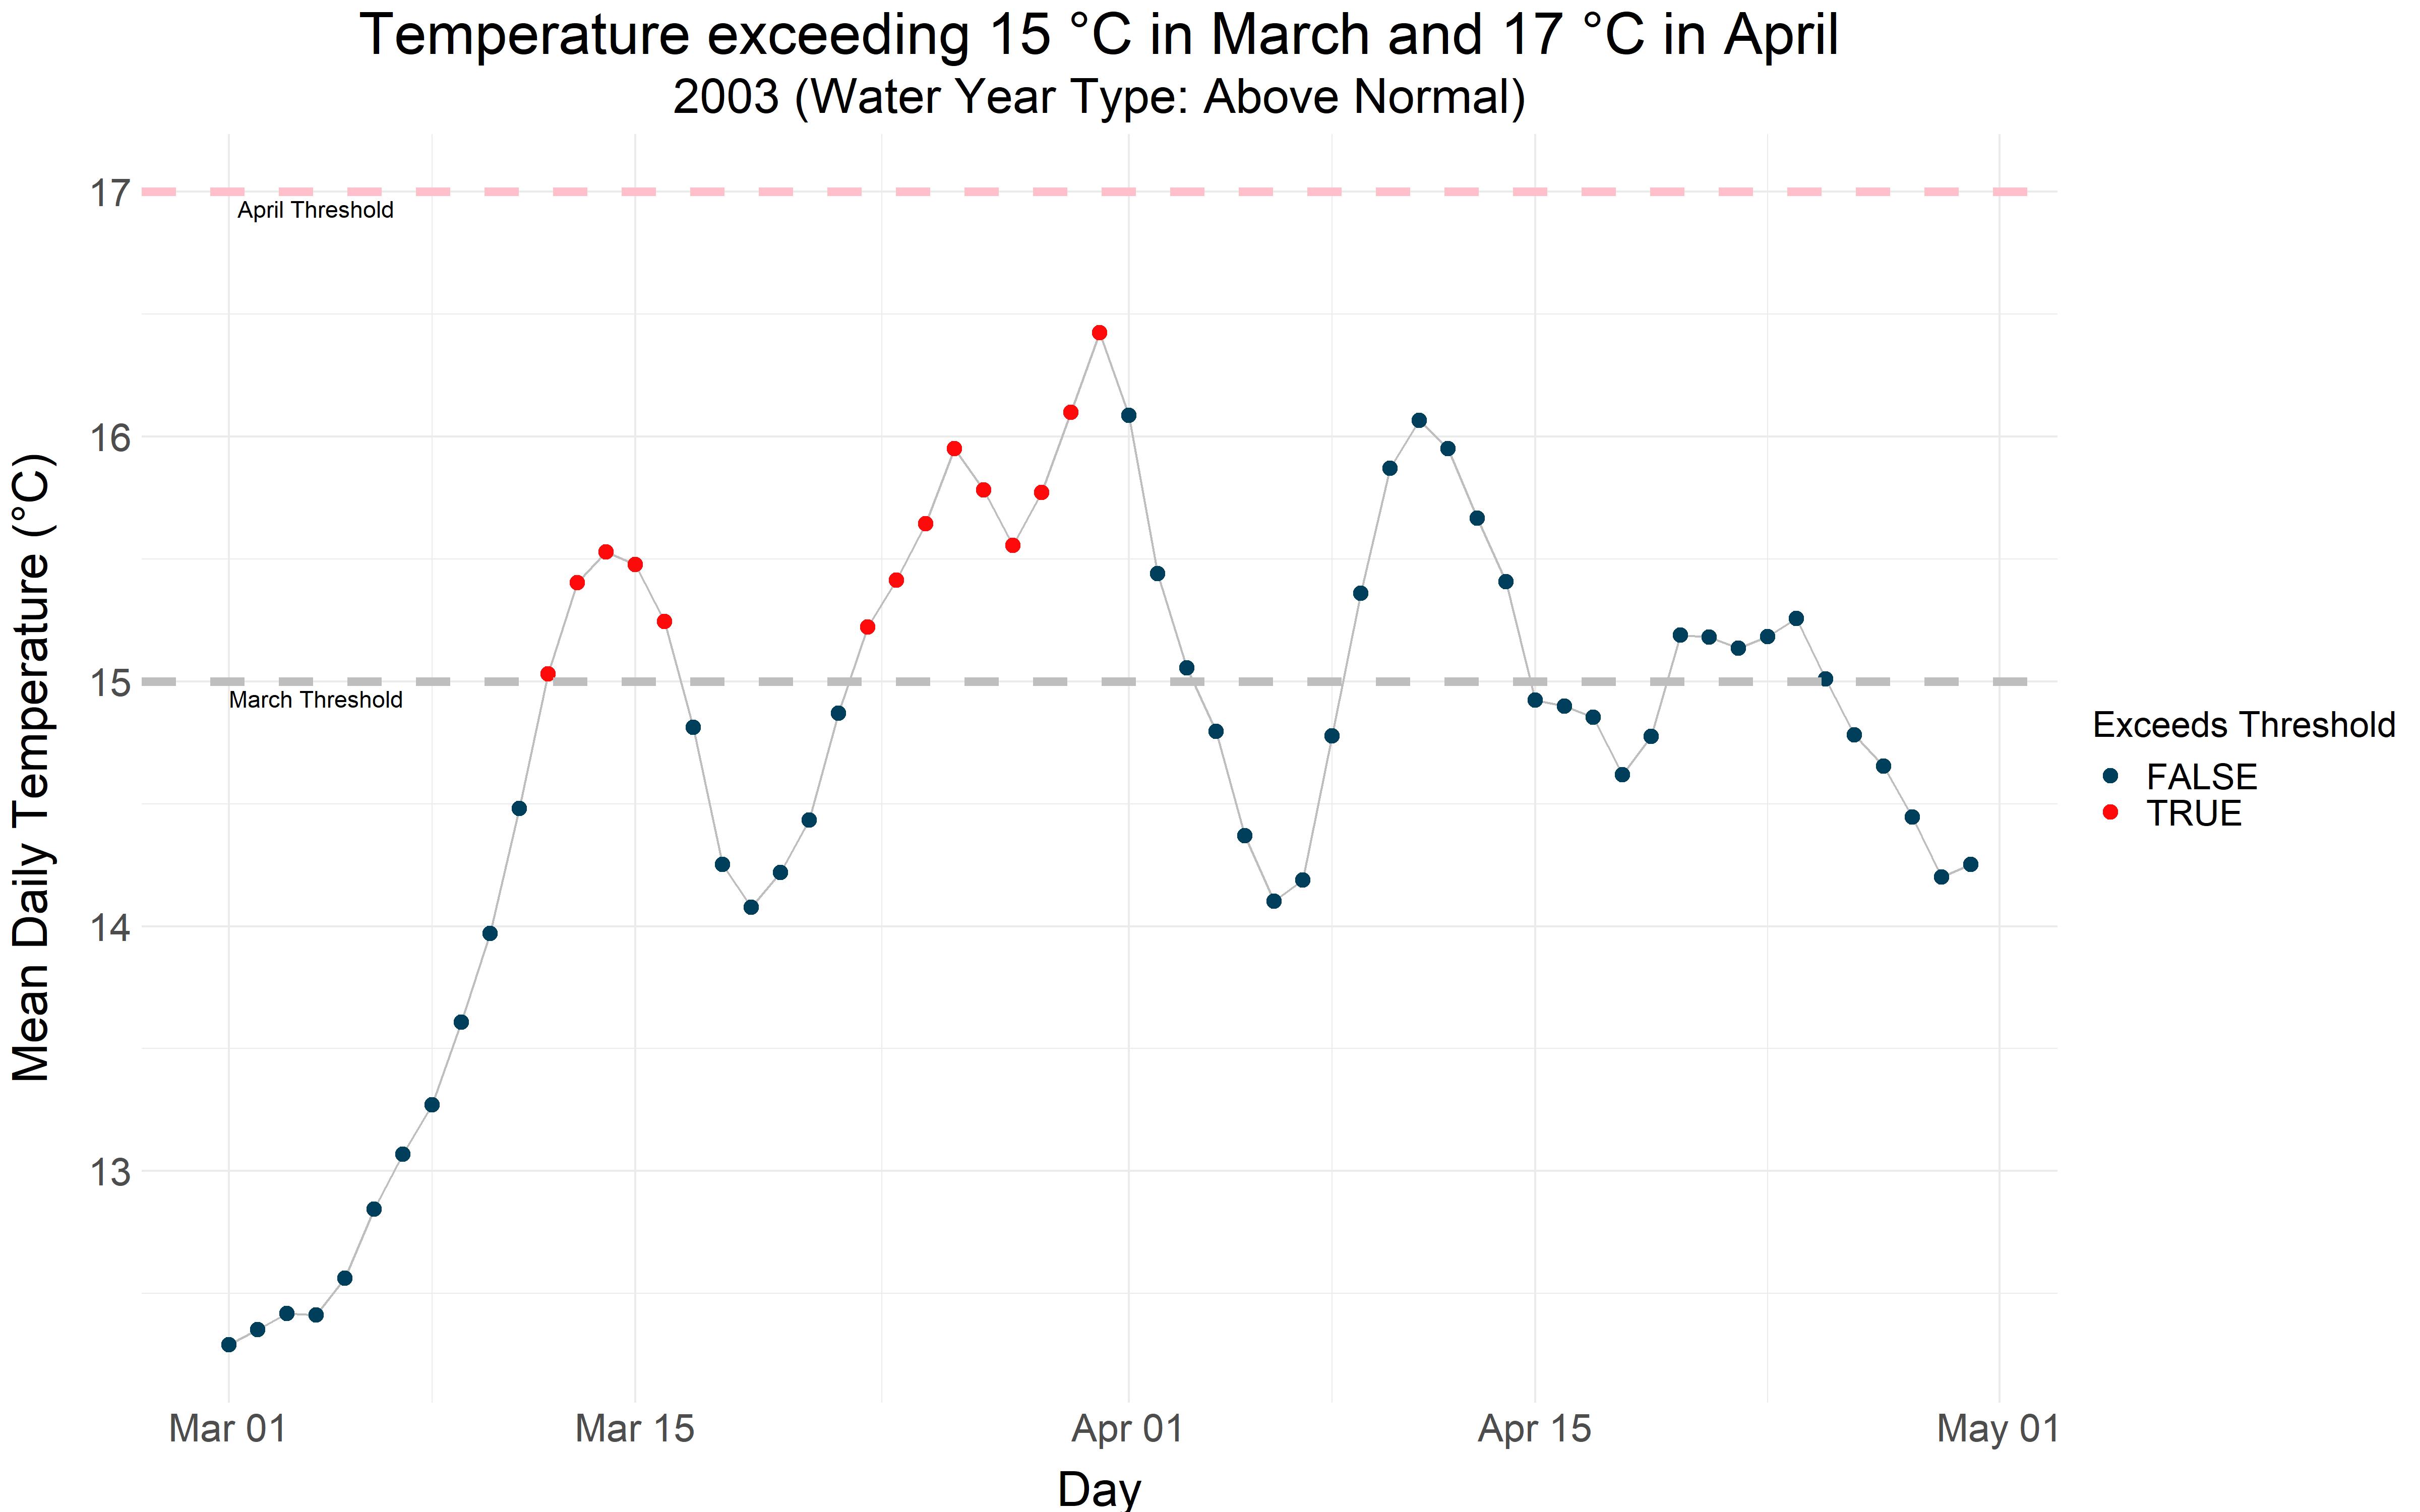 Temperature exceeding 15 °C in March and 17 °C in April
2003 (Water Year Type: Above Normal)
Mean Daily Temperature (°C)
17
April Threshold
16
15
March Threshold
14
13
Exceeds Threshold
FALSE
TRUE
Mar 01
Mar 15
Apr 01
Apr 15
May 01
Day